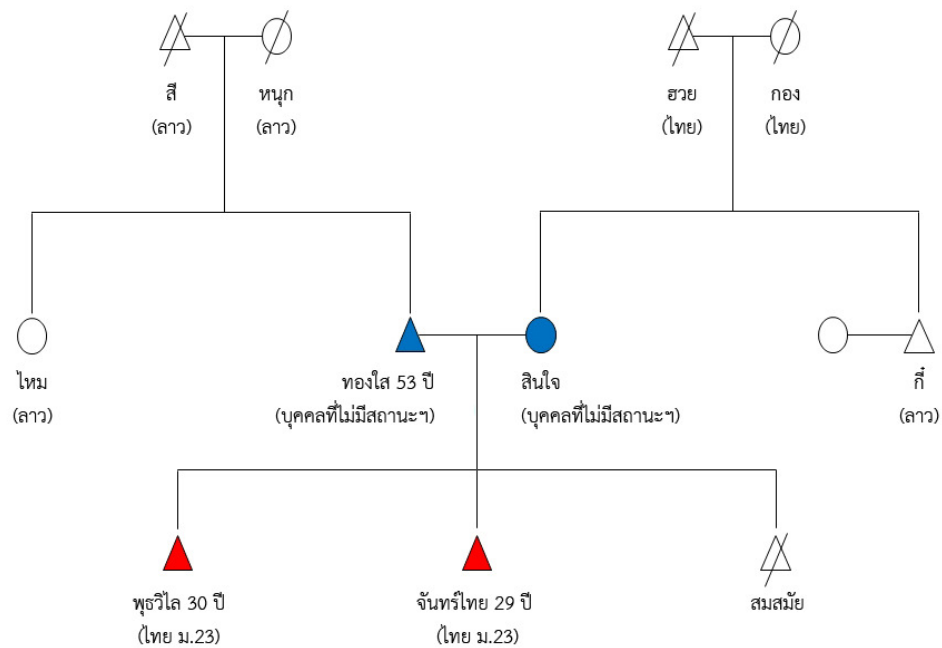 สี หนุก ฮวย กอง
(ลาว) (ลาว) (ไทย) (ไทย)
ไหม ทองใส 53 ปี สินใจ กี๋
(ลาว) (บุคคลที่ไม่มีสถานะฯ) (บุคคลที่ไม่มีสถานะฯ) (ลาว)
พุธวิไล 30 ปี จันทร์ไทย 29 ปี สมสมัย
(ไทย ม.23) (ไทย ม.23)